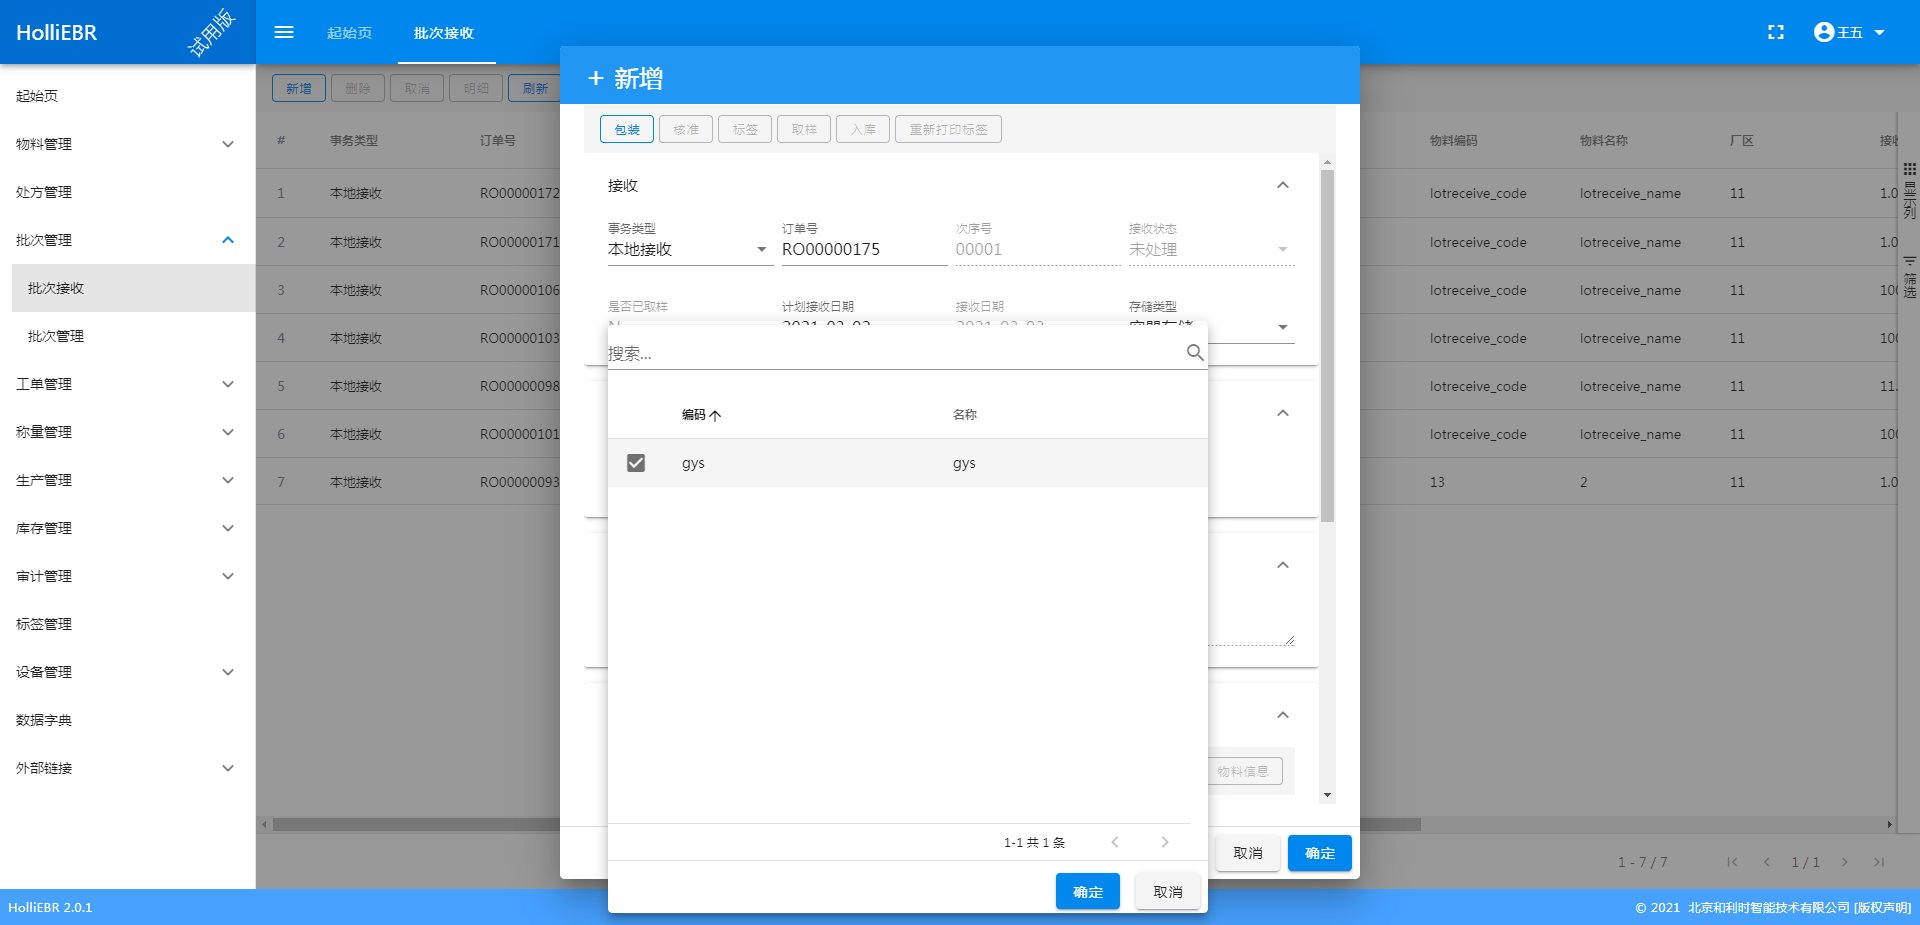 HolliEBR
试用版
起始页
批次接收
王五
起始页
物料管理
处方管理
批次管理
批次接收
批次管理
工单管理
称量管理
生产管理
库存管理
审计管理
标签管理
设备管理
数据字典
外部链接
新增 删除 取消 明细 刷新
# 事务类型 订单号 物料编码 物料名称 厂区
1 本地接收 RO00000172 lotreceive_code lotreceive_name 11 1.0
2 本地接收 RO00000171 lotreceive_code lotreceive_name 11 1.0
3 本地接收 RO00000106 lotreceive_code lotreceive_name 11
4 本地接收 RO00000103 lotreceive_code lotreceive_name 11
5 本地接收 RO00000098 lotreceive_code lotreceive_name 11 11.
6 本地接收 RO00000101 lotreceive_code lotreceive_name 11
7 本地接收 RO00000093 13 2 11 1.0
显示列
筛选
+ 新增
包装 核准 标签 取样 入库 重新打印标签
接收
事务类型 订单号 次序号 接收状态
本地接收 RO00000175 00001 未处理
是否已取样 计划接收日期 接收日期 存储类型
搜索...
编码 名称
gys gys
物料信息
1-1 共 1 条
确定 取消
取消 确定
1 - 7 / 7 1 / 1
HolliEBR 2.0.1
© 2021 北京和利时智能技术有限公司 [版权声明]